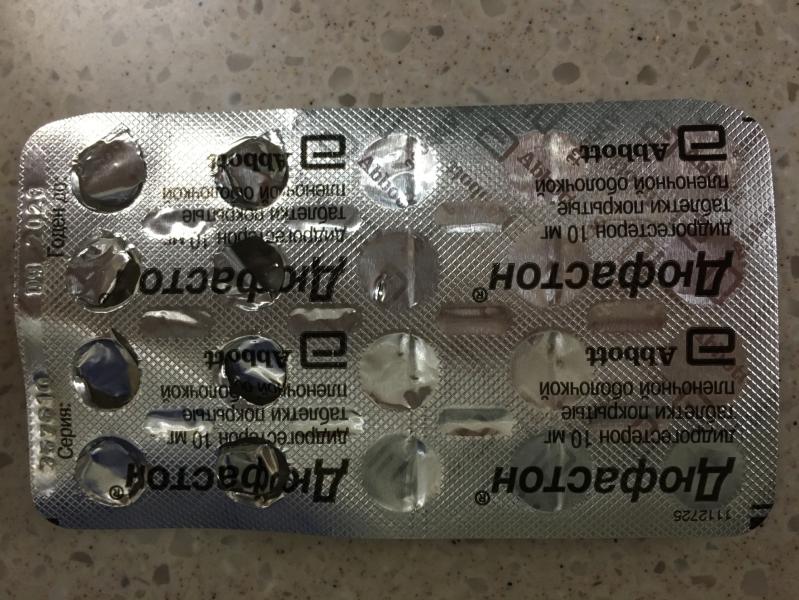 1112725
Дюфастон®
дидрогестерон 10 мг
таблетки покрытые
пленочной оболочкой
Abbott
Дюфастон®
дидрогестерон 10 мг
таблетки покрытые
пленочной оболочкой
Abbott
Дюфастон®
дидрогестерон 10 мг
таблетки покрытые
пленочной оболочкой
Abbott
Дюфастон
дидрогестерон 10 мг
таблетки покрытые
пленочной оболочкой
Abbott
Серия:
Годен до: